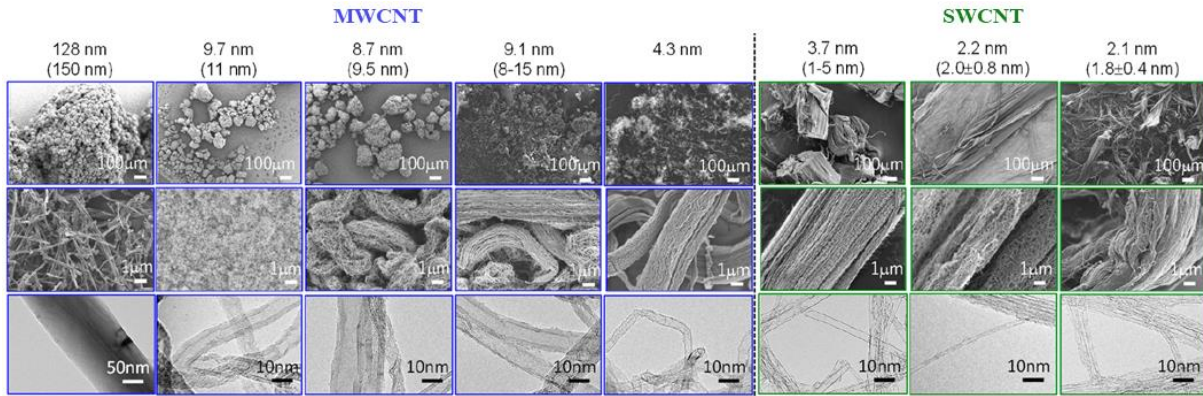 MWCNT SWCNT
128 nm 9.7 nm 8.7 nm 9.1 nm 4.3 nm 3.7 nm 2.2 nm 2.1 nm
(150 nm) (11 nm) (9.5 nm) (8-15 nm) (1-5 nm) (2.0±0.8 nm) (1.8±0.4 nm)
100μm 100μm 100μm 100μm 100μm 100μm 100μm 100μm
1μm 1μm 1μm 1μm 1μm 1μm 1μm 1μm
50nm 10nm 10nm 10nm 10nm 10nm 10nm 10nm